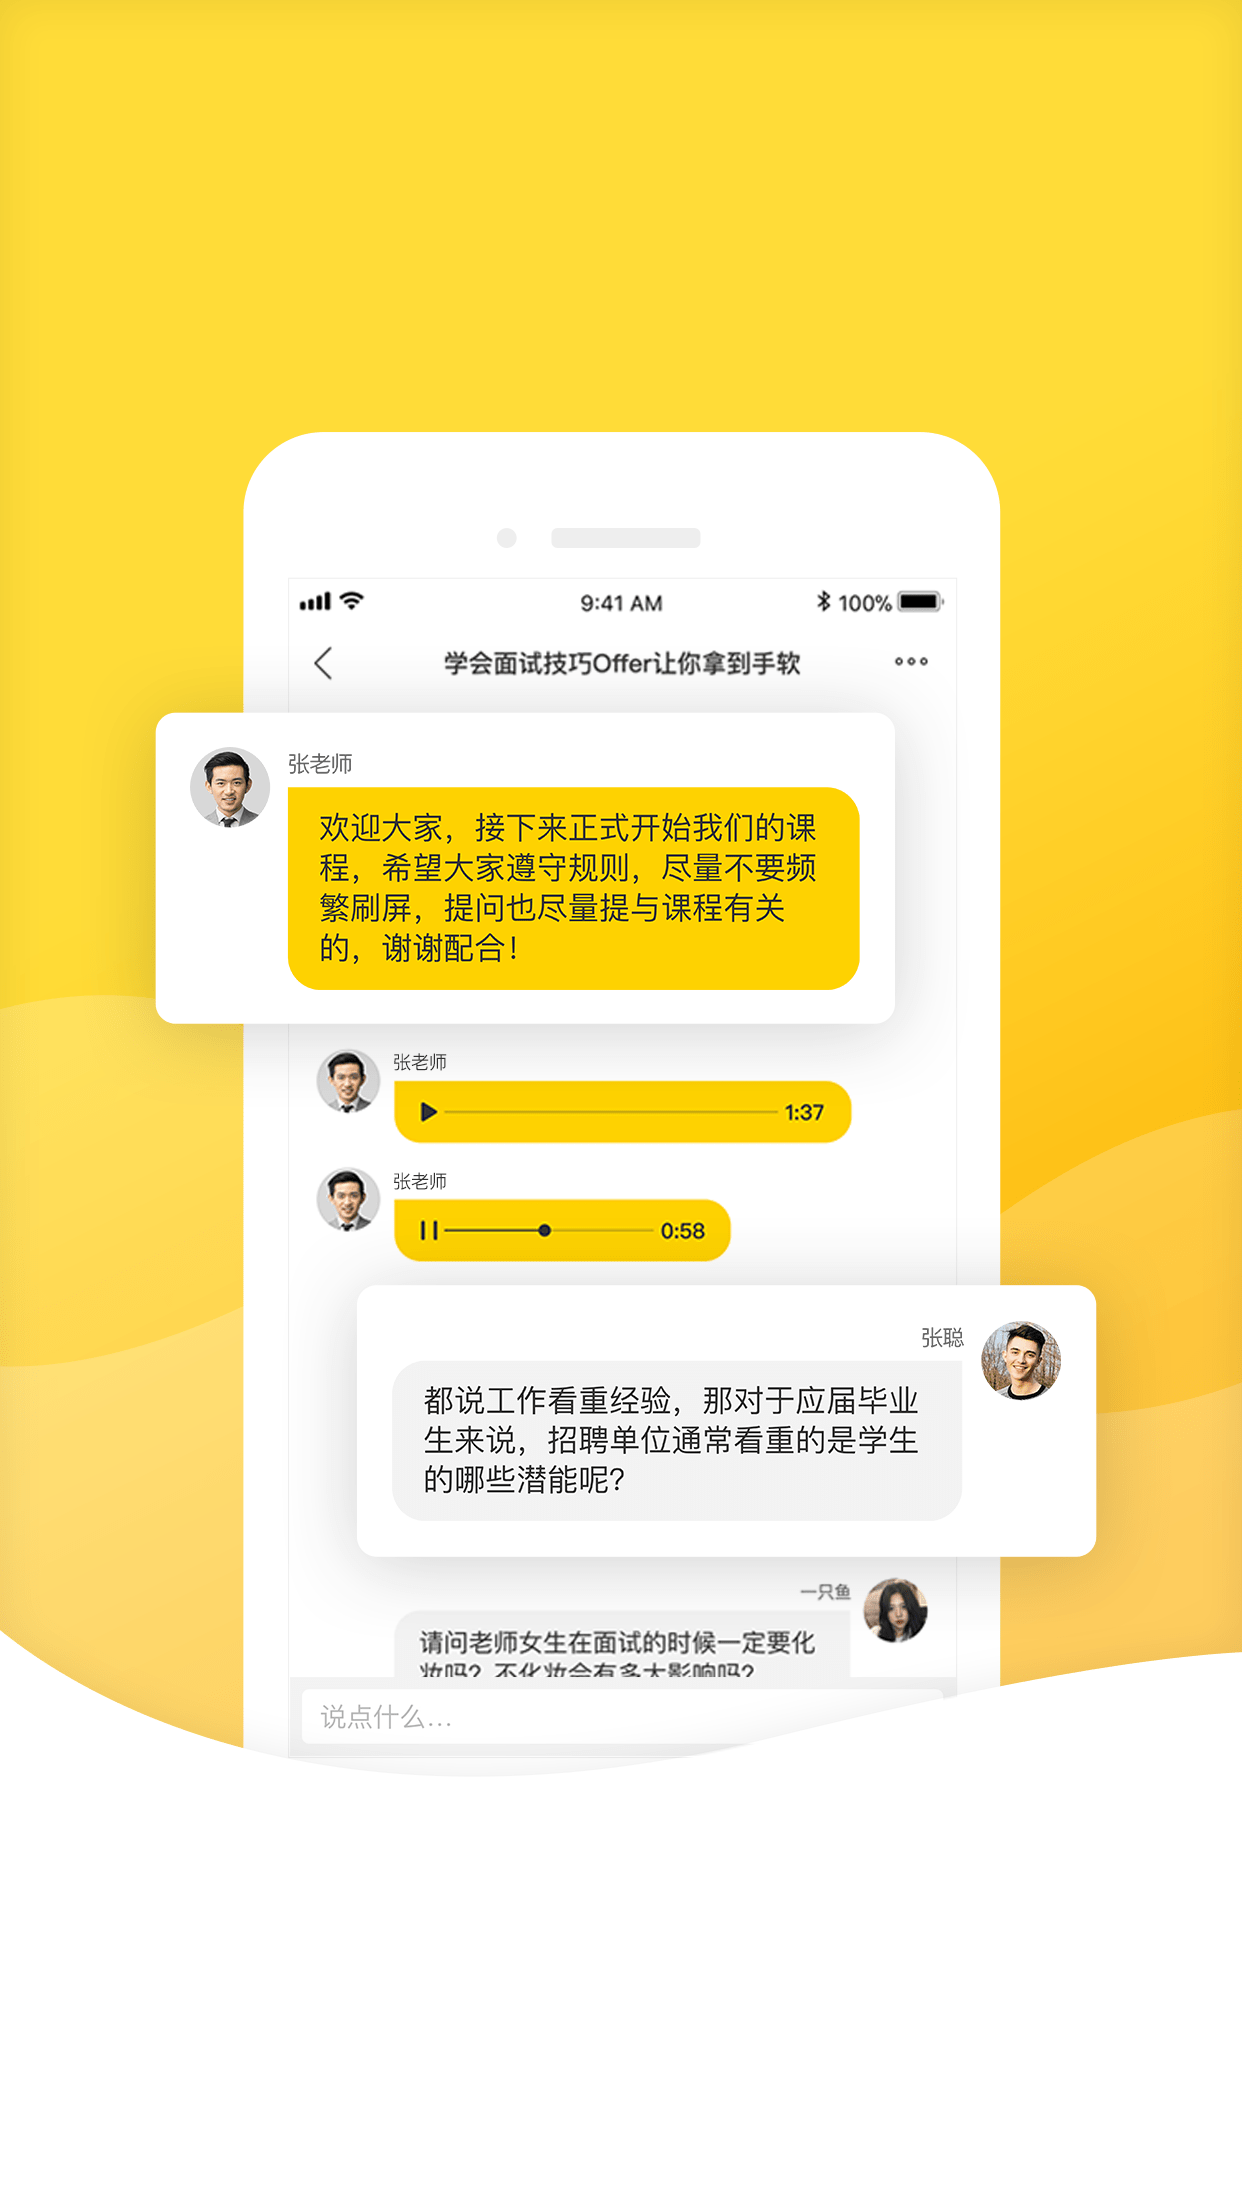 9:41 AM
100%
学会面试技巧Offer让你拿到手软
张老师
欢迎大家，接下来正式开始我们的课
程，希望大家遵守规则，尽量不要频
繁刷屏，提问也尽量提与课程有关
的，谢谢配合！
张老师
1:37
张老师
0:58
张聪
都说工作看重经验，那对于应届毕业
生来说，招聘单位通常看重的是学生
的哪些潜能呢？
一只鱼
请问老师女生在面试的时候一定要化
妆吗？不化妆会有多大影响吗？
说点什么...